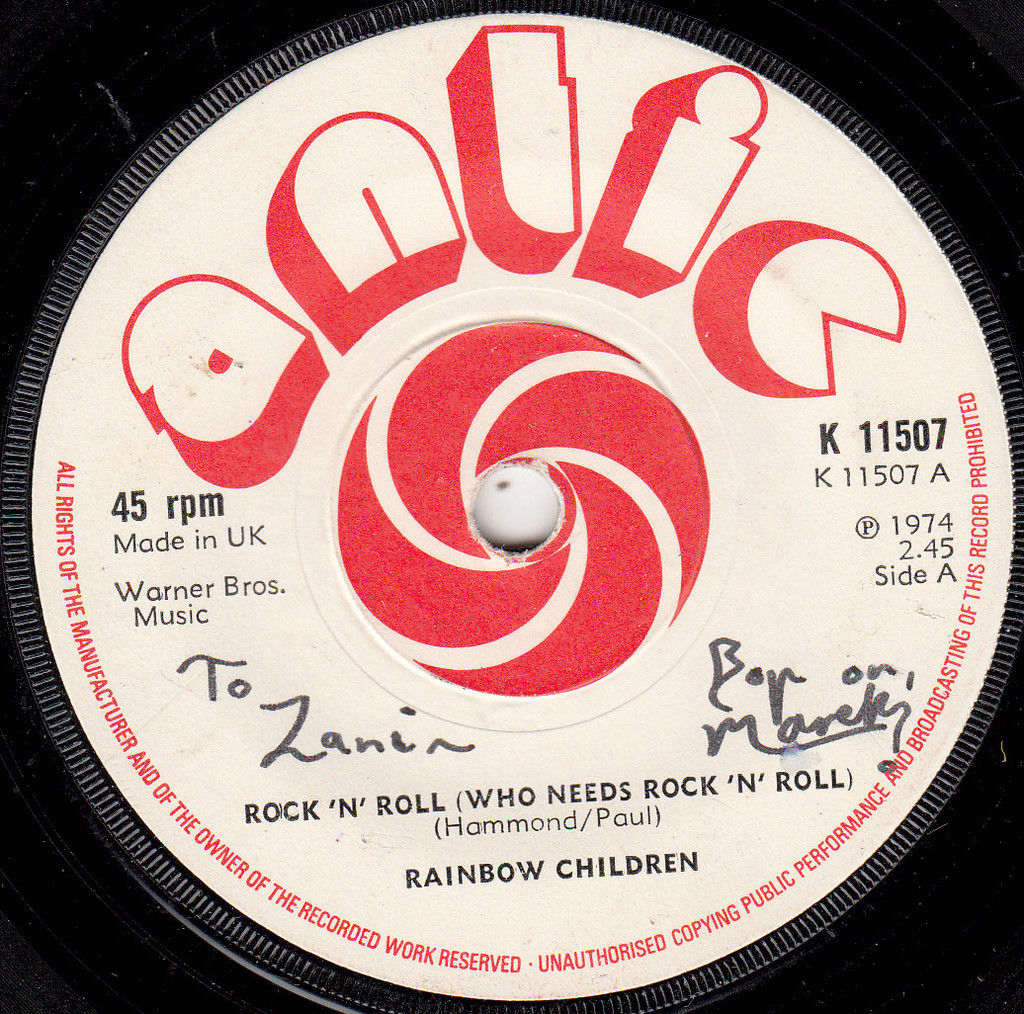 antic
K 11507
K 11507 A
45 rpm
Made in UK
Ⓟ 1974
2.45
Side A
Warner Bros.
Music
To
Bop on,
ROCK 'N' ROLL (WHO NEEDS ROCK 'N' ROLL)
(Hammond/Paul)
RAINBOW CHILDREN
ALL RIGHTS OF THE MANUFACTURER AND OF THE OWNER OF THE RECORDED WORK RESERVED · UNAUTHORISED COPYING PUBLIC PERFORMANCE AND BROADCASTING OF THIS RECORD PROHIBITED